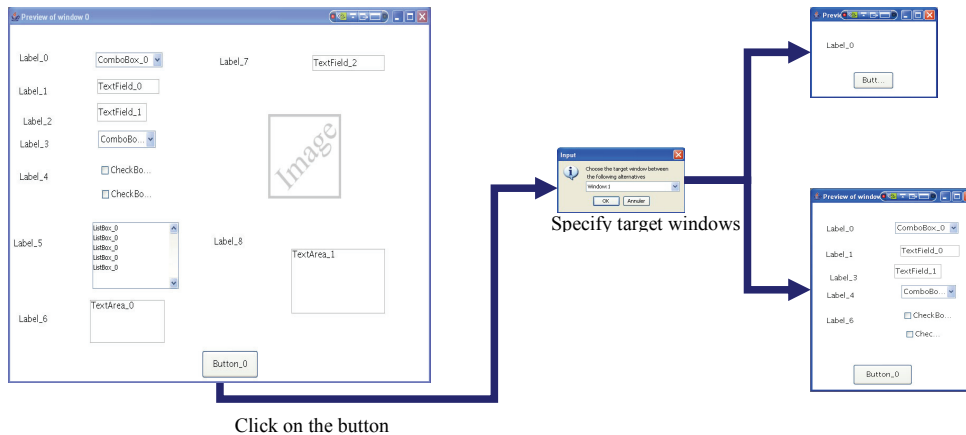 Preview of window 0
Label_0
ComboBox_0
Label_7
TextField_2
Label_1
TextField_0
Label_2
TextField_1
Label_3
ComboBo...
Image
Label_4
CheckBo...
CheckBo...
Label_5
ListBox_0
ListBox_0
ListBox_0
ListBox_0
ListBox_0
Label_8
TextArea_1
Label_6
TextArea_0
Button_0
Click on the button
Input
Choose the target window between
the following alternatives
Window 1
OK
Annuler
Specify target windows
Label_0
Butt...
Preview of window
Label_0
ComboBox_0
Label_1
TextField_0
Label_3
TextField_1
Label_4
ComboBo...
Label_6
CheckBo...
Chec...
Button_0